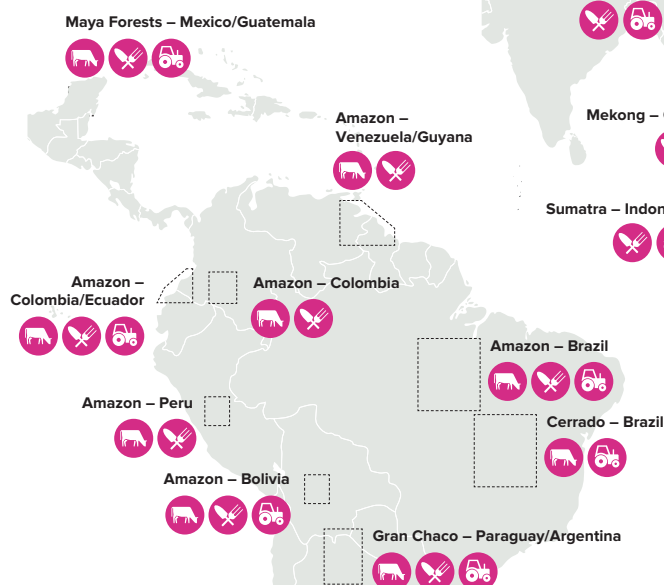 Maya Forests – Mexico/Guatemala
Amazon –
Venezuela/Guyana
Mekong –
Sumatra –
Amazon –
Colombia/Ecuador
Amazon – Colombia
Amazon – Brazil
Amazon – Peru
Cerrado – Brazil
Amazon – Bolivia
Gran Chaco – Paraguay/Argentina